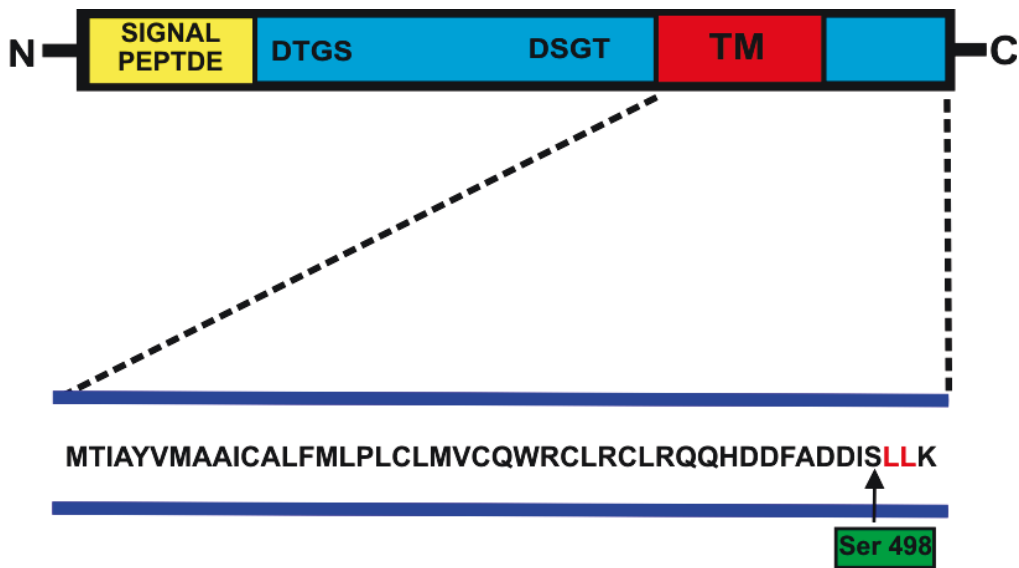 SIGNAL
PEPTDE
N
DTGS
DSGT
TM
C
MTIAYVMAAICALFMLPLCLMVCQWRCLRCLRQQHDDFADDISLLK
Ser 498